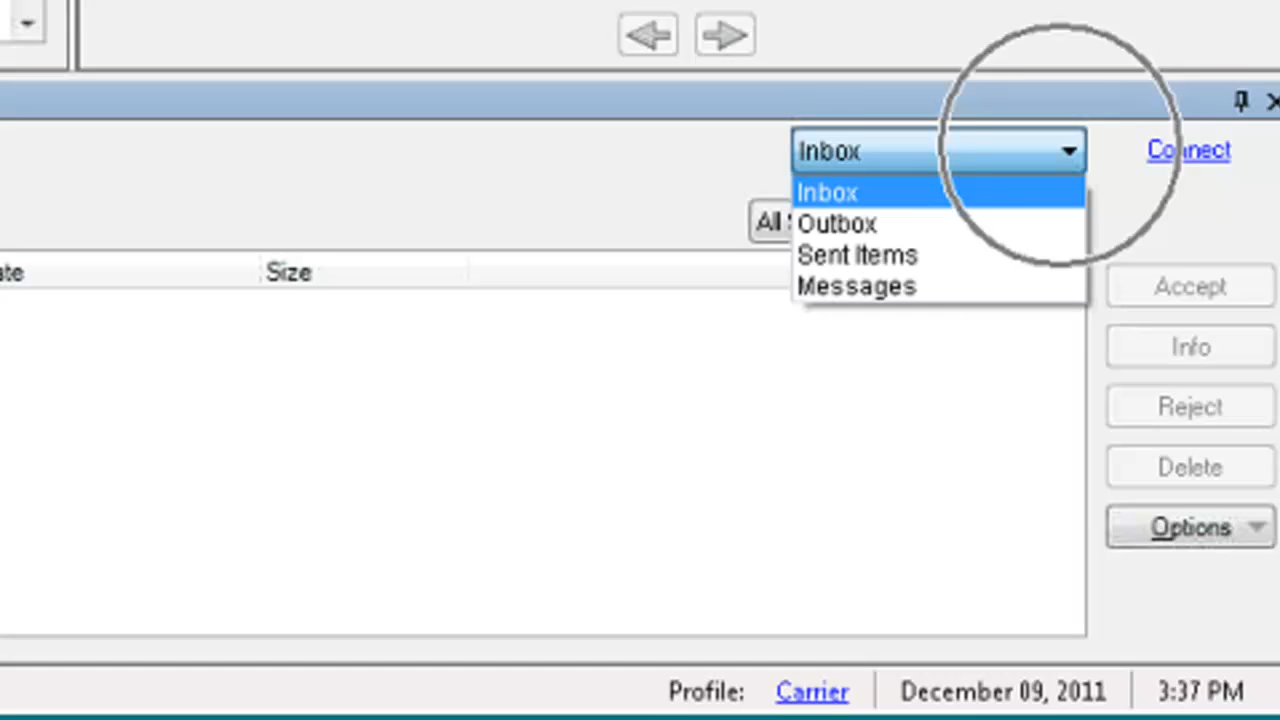 Inbox
Connect
Inbox
All
Outbox
Sent Items
Messages
Size
Accept
Info
Reject
Delete
Options
Profile: Carrier December 09, 2011 3:37 PM